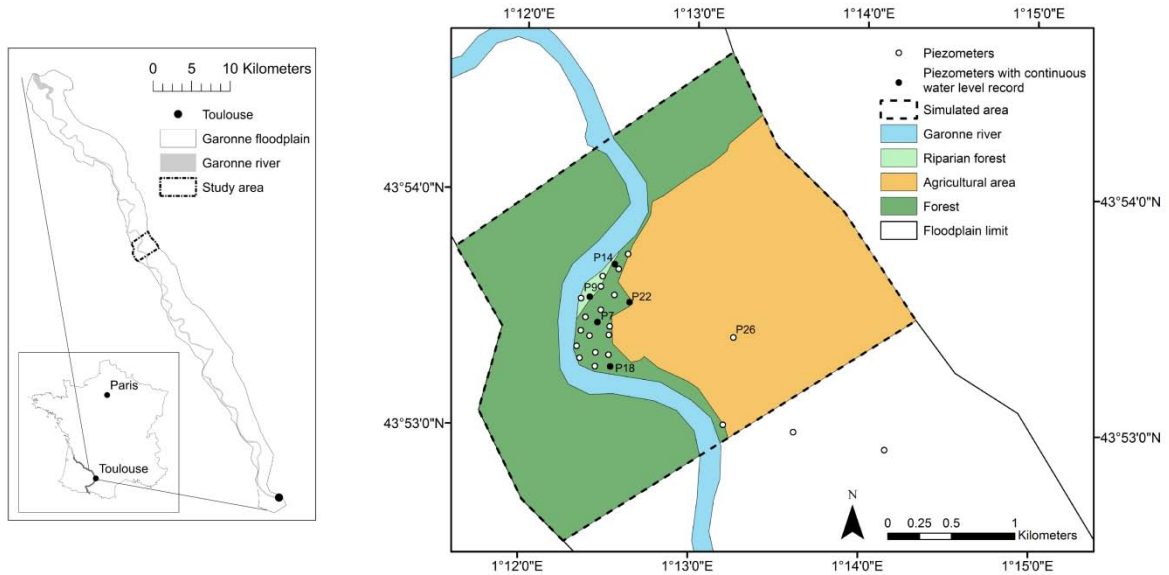 0 10 Kilometers
Toulouse
Garonne floodplain
Garonne river
Study area
Paris
Toulouse
1°12'0"E 1°13'0"E 1°14'0"E 1°15'0"E
43°54'0"N
43°53'0"N
Piezometers
Piezometers with continuous
water level record
Simulated area
Garonne river
Riparian forest
Agricultural area
Forest
Floodplain limit
P14
P9
P22
P7
P26
P18
43°54'0"N
43°53'0"N
N
0 0.25 0.5 1
Kilometers
1°12'0"E 1°13'0"E 1°14'0"E 1°15'0"E